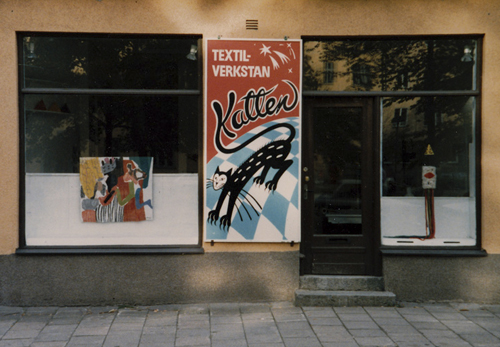 TEXTIL-
VERKSTAN
Katten